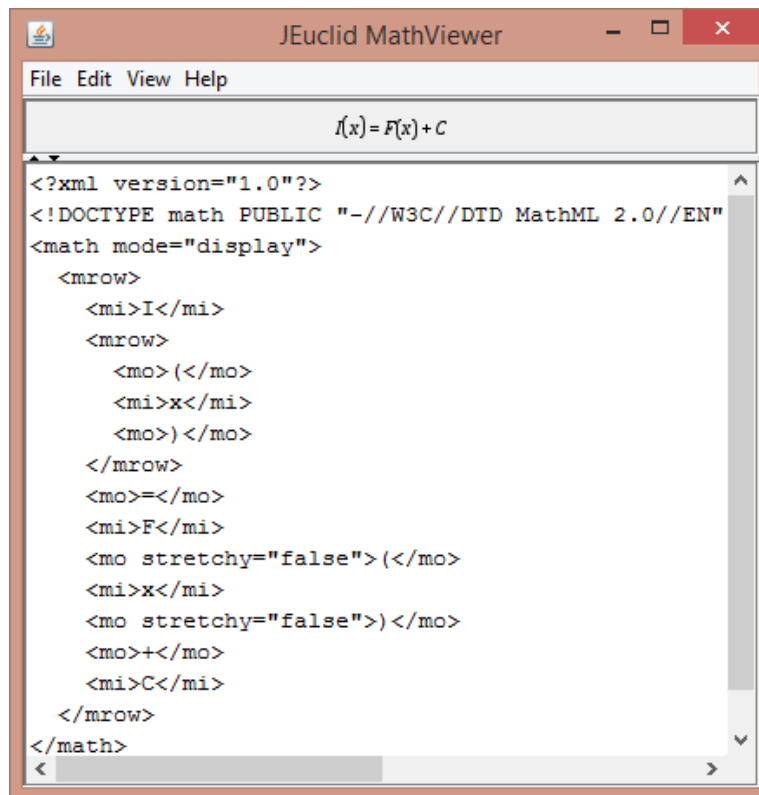 JEuclid MathViewer
File Edit View Help
I(x) = F(x) + C
<?xml version="1.0"?>
<!DOCTYPE math PUBLIC "-//W3C//DTD MathML 2.0//EN"
<math mode="display">
  <mrow>
    <mi>I</mi>
    <mrow>
      <mo>(</mo>
      <mi>x</mi>
      <mo>)</mo>
    </mrow>
    <mo>=</mo>
    <mi>F</mi>
    <mo stretchy="false">(</mo>
    <mi>x</mi>
    <mo stretchy="false">)</mo>
    <mo>+</mo>
    <mi>C</mi>
  </mrow>
</math>